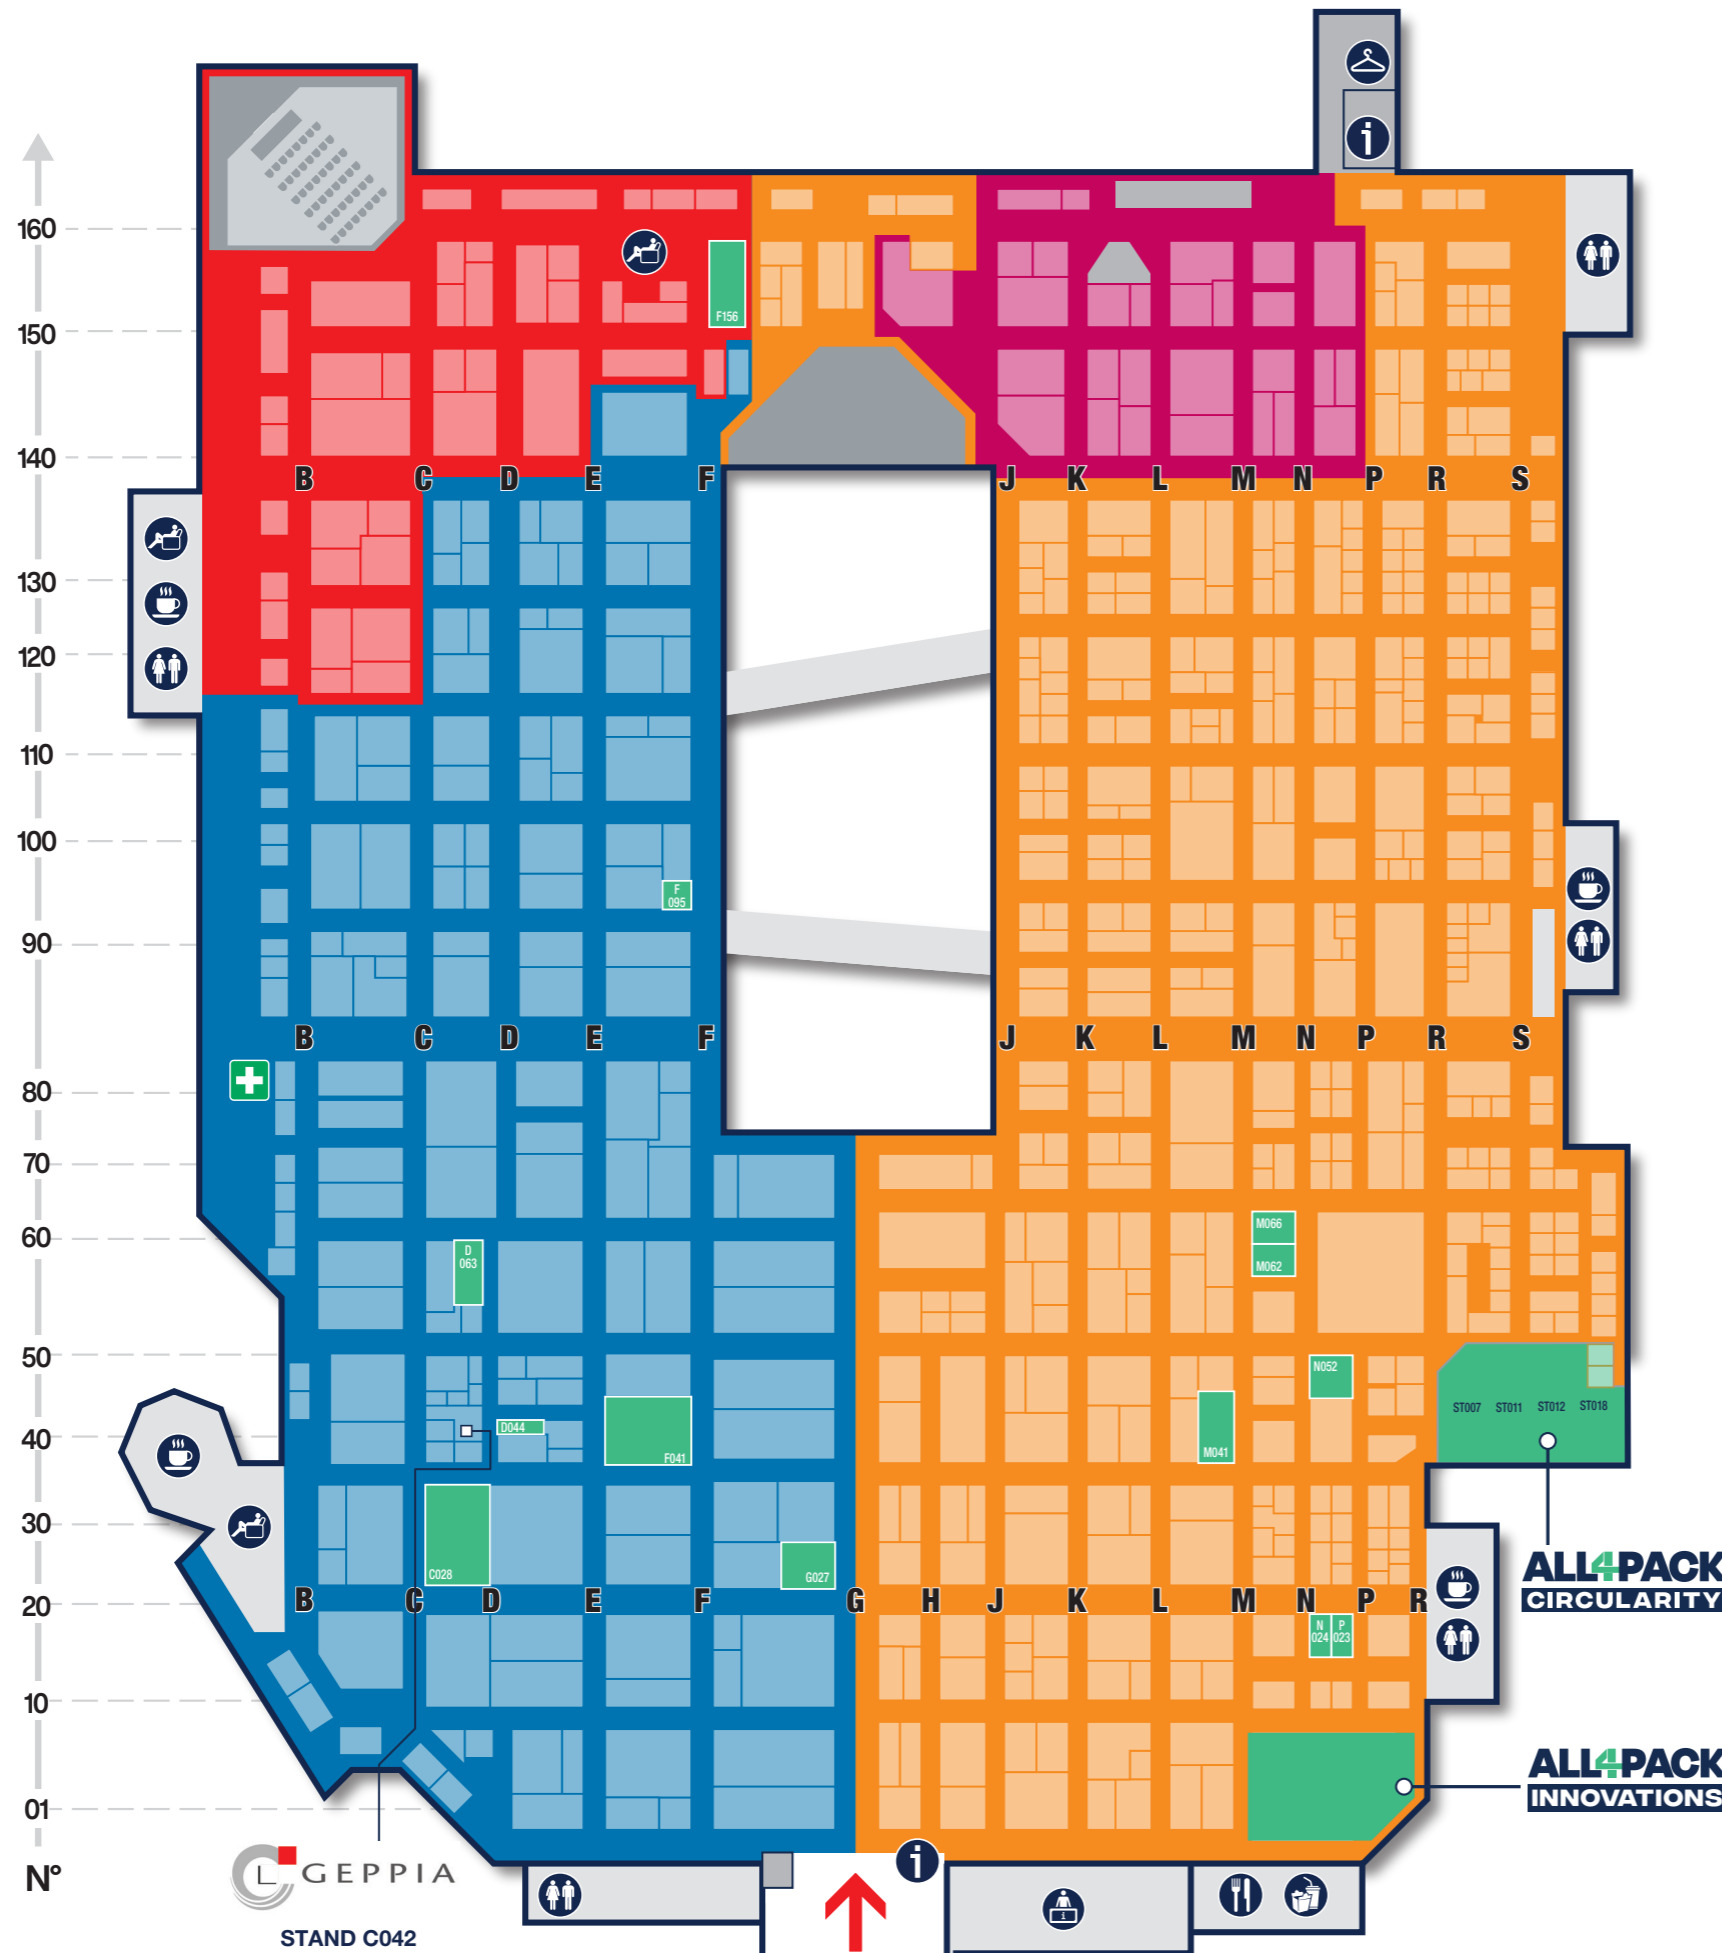 160
F156
150
140
B C D E F J K L M N P R S
130
120
110
100
F
095
90
B C D E F J K L M N P R S
80
70
60
M066
D
063
M062
50
N052
ST007 ST011 ST012 ST018
40
D044
F041
M041
30
C028
G027
ALL4PACK
CIRCULARITY
20
B C D E F G H J K L M N P R
N
024
P
023
10
ALL4PACK
INNOVATIONS
01
N°
CL GEPPIA
STAND C042